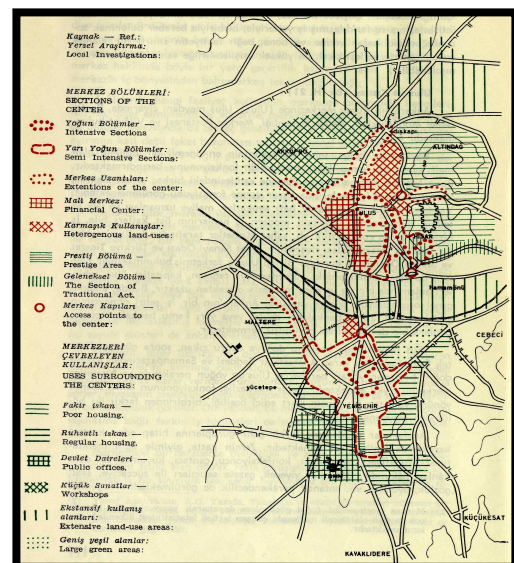 Kaynak — Ref.:
Yersel Araştırma:
Local Investigations:
MERKEZ BÖLÜMLERİ:
SECTIONS OF THE
CENTER
Yoğun Bölümler —
Intensive Sections
Yarı Yoğun Bölümler:
Semi Intensive Sections:
Merkez Uzantıları:
Extentions of the center:
Mali Merkez:
Financial Center:
Karmaşık Kullanışlar:
Heterogenous land-uses:
Prestij Bölümü —
Prestige Area
Geleneksel Bölüm —
The Section of
Traditional Act.
Merkez Kapıları —
Access points to
the center:
MERKEZLERİ
ÇEVRELEYEN
KULLANIŞLAR:
USES SURROUNDING
THE CENTERS:
Fakir iskan —
Poor housing.
Ruhsatlı iskan —
Regular housing.
Devlet Daireleri —
Public offices.
Küçük Sanatlar —
Workshops
Ekstansif kullanış
alanları:
Extensive land-use areas:
Geniş yeşil alanlar:
Large green areas:
dışkapı
AKKÖPRÜ
ALTINDAĞ
ULUS
hamamönü
MALTEPE
CEBECİ
yücetepe
YENİŞEHİR
KÜÇÜKESAT
KAVAKLIDERE